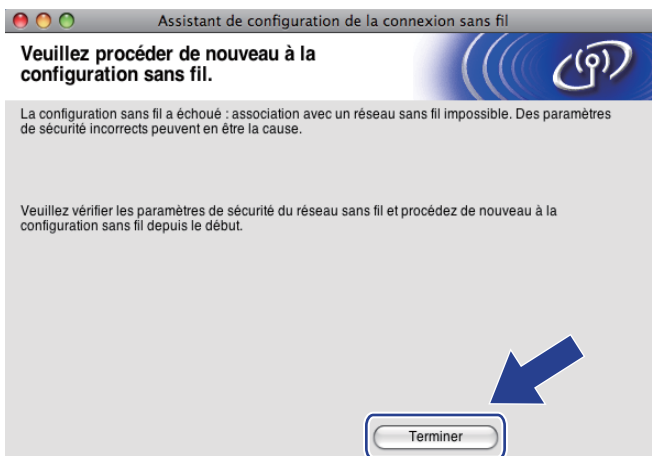 Assistant de configuration de la connexion sans fil
Veuillez procéder de nouveau à la
configuration sans fil.
La configuration sans fil a échoué : association avec un réseau sans fil impossible. Des paramètres
de sécurité incorrects peuvent en être la cause.
Veuillez vérifier les paramètres de sécurité du réseau sans fil et procédez de nouveau à la
configuration sans fil depuis le début.
Terminer